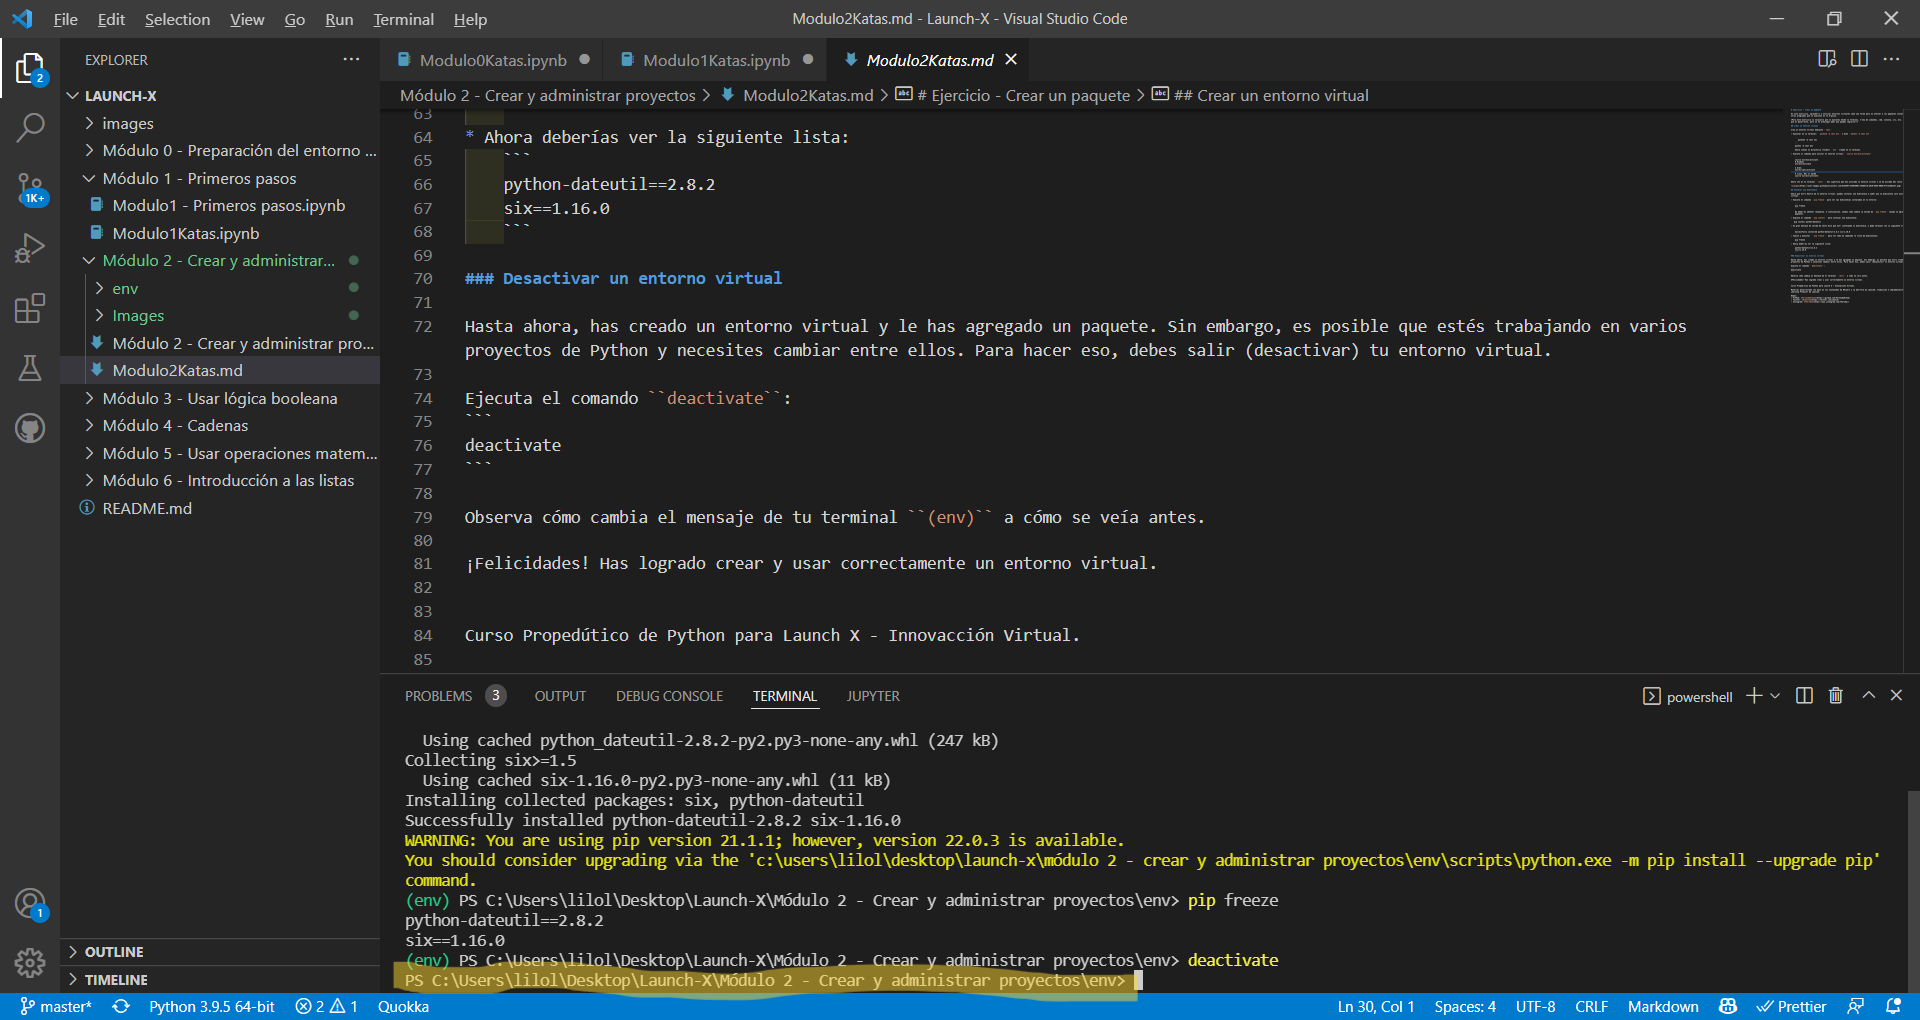 File Edit Selection View Go Run Terminal Help
Modulo2Katas.md - Launch-X - Visual Studio Code
EXPLORER
LAUNCH-X
images
Módulo 0 - Preparación del entorno ...
Módulo 1 - Primeros pasos
Modulo1 - Primeros pasos.ipynb
Modulo1Katas.ipynb
Módulo 2 - Crear y administrar...
env
Images
Módulo 2 - Crear y administrar pro...
Modulo2Katas.md
Módulo 3 - Usar lógica booleana
Módulo 4 - Cadenas
Módulo 5 - Usar operaciones matem...
Módulo 6 - Introducción a las listas
README.md
OUTLINE
TIMELINE
2
1K+
1
Modulo0Katas.ipynb Modulo1Katas.ipynb Modulo2Katas.md
Módulo 2 - Crear y administrar proyectos > Modulo2Katas.md > # Ejercicio - Crear un paquete > ## Crear un entorno virtual
63
64 * Ahora deberías ver la siguiente lista:
65 ```
66 python-dateutil==2.8.2
67 six==1.16.0
68 ```
69
70 ### Desactivar un entorno virtual
71
72 Hasta ahora, has creado un entorno virtual y le has agregado un paquete. Sin embargo, es posible que estés trabajando en varios
proyectos de Python y necesites cambiar entre ellos. Para hacer eso, debes salir (desactivar) tu entorno virtual.
73
74 Ejecuta el comando ``deactivate``:
75 ```
76 deactivate
77 ```
78
79 Observa cómo cambia el mensaje de tu terminal ``(env)`` a cómo se veía antes.
80
81 ¡Felicidades! Has logrado crear y usar correctamente un entorno virtual.
82
83
84 Curso Propedútico de Python para Launch X - Innovacción Virtual.
85
PROBLEMS 3 OUTPUT DEBUG CONSOLE TERMINAL JUPYTER
powershell
Using cached python_dateutil-2.8.2-py2.py3-none-any.whl (247 kB)
Collecting six>=1.5
Using cached six-1.16.0-py2.py3-none-any.whl (11 kB)
Installing collected packages: six, python-dateutil
Successfully installed python-dateutil-2.8.2 six-1.16.0
WARNING: You are using pip version 21.1.1; however, version 22.0.3 is available.
You should consider upgrading via the 'c:\users\lilol\desktop\launch-x\módulo 2 - crear y administrar proyectos\env\scripts\python.exe -m pip install --upgrade pip'
command.
(env) PS C:\Users\lilol\Desktop\Launch-X\Módulo 2 - Crear y administrar proyectos\env> pip freeze
python-dateutil==2.8.2
six==1.16.0
(env) PS C:\Users\lilol\Desktop\Launch-X\Módulo 2 - Crear y administrar proyectos\env> deactivate
PS C:\Users\lilol\Desktop\Launch-X\Módulo 2 - Crear y administrar proyectos\env>
master* Python 3.9.5 64-bit 2 1 Quokka
Ln 30, Col 1 Spaces: 4 UTF-8 CRLF Markdown Prettier